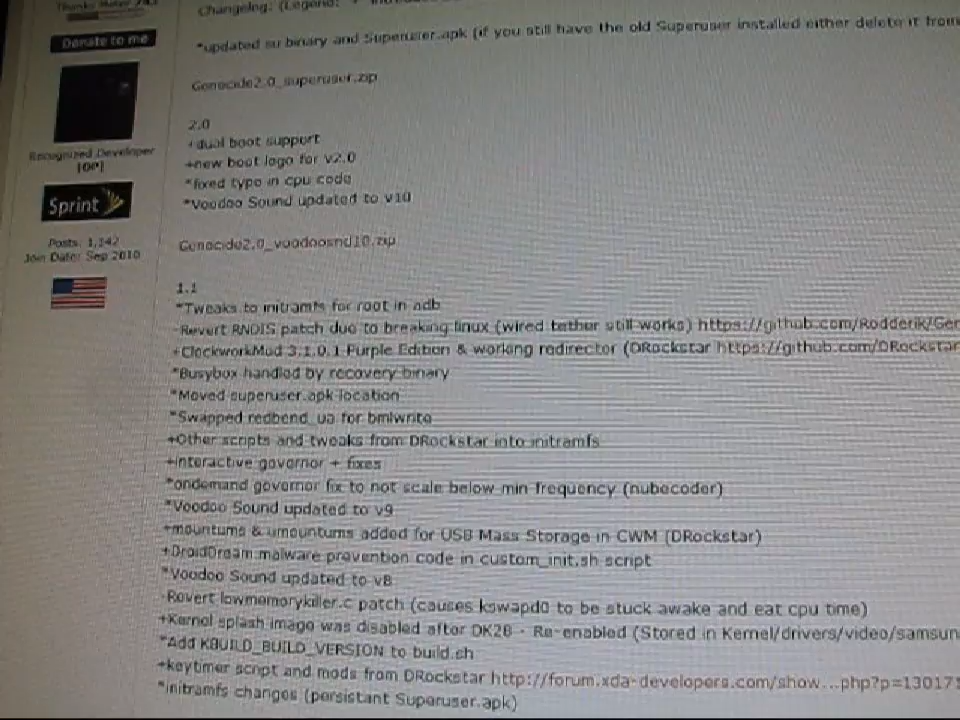 Thanks Meter
Changelog: (Legend:
Donate to me
*updated su binary and Superuser.apk (if you still have the old Superuser installed either delete it from
Genocide2.0_superuser.zip
2.0
+dual boot support
+new boot logo for v2.0
*fixed typo in cpu code
*Voodoo Sound updated to v10
Recognized Developer
[OP]
Sprint
Posts: 1,142
Join Date: Sep 2010
Genocide2.0_voodoosnd10.zip
1.1
*Tweaks to initramfs for root in adb
-Revert RNDIS patch due to breaking linux (wired tether still works) https://github.com/Rodderik/Gen
+ClockworkMod 3.1.0.1 Purple Edition & working redirector (DRockstar https://github.com/DRockstar
*Busybox handled by recovery binary
*Moved superuser.apk location
*Swapped redbend_ua for bmlwrite
+Other scripts and tweaks from DRockstar into initramfs
+interactive governor + fixes
*ondemand governor fix to not scale below min frequency (nubecoder)
*Voodoo Sound updated to v9
+mountums & umountums added for USB Mass Storage in CWM (DRockstar)
+DroidDream malware prevention code in custom_init.sh script
*Voodoo Sound updated to v8
-Revert lowmemorykiller.c patch (causes kswapd0 to be stuck awake and eat cpu time)
+Kernel splash image was disabled after DK28 - Re-enabled (Stored in Kernel/drivers/video/samsun
*Add KBUILD_BUILD_VERSION to build.sh
+keytimer script and mods from DRockstar http://forum.xda-developers.com/show...php?p=130171
*initramfs changes (persistant Superuser.apk)